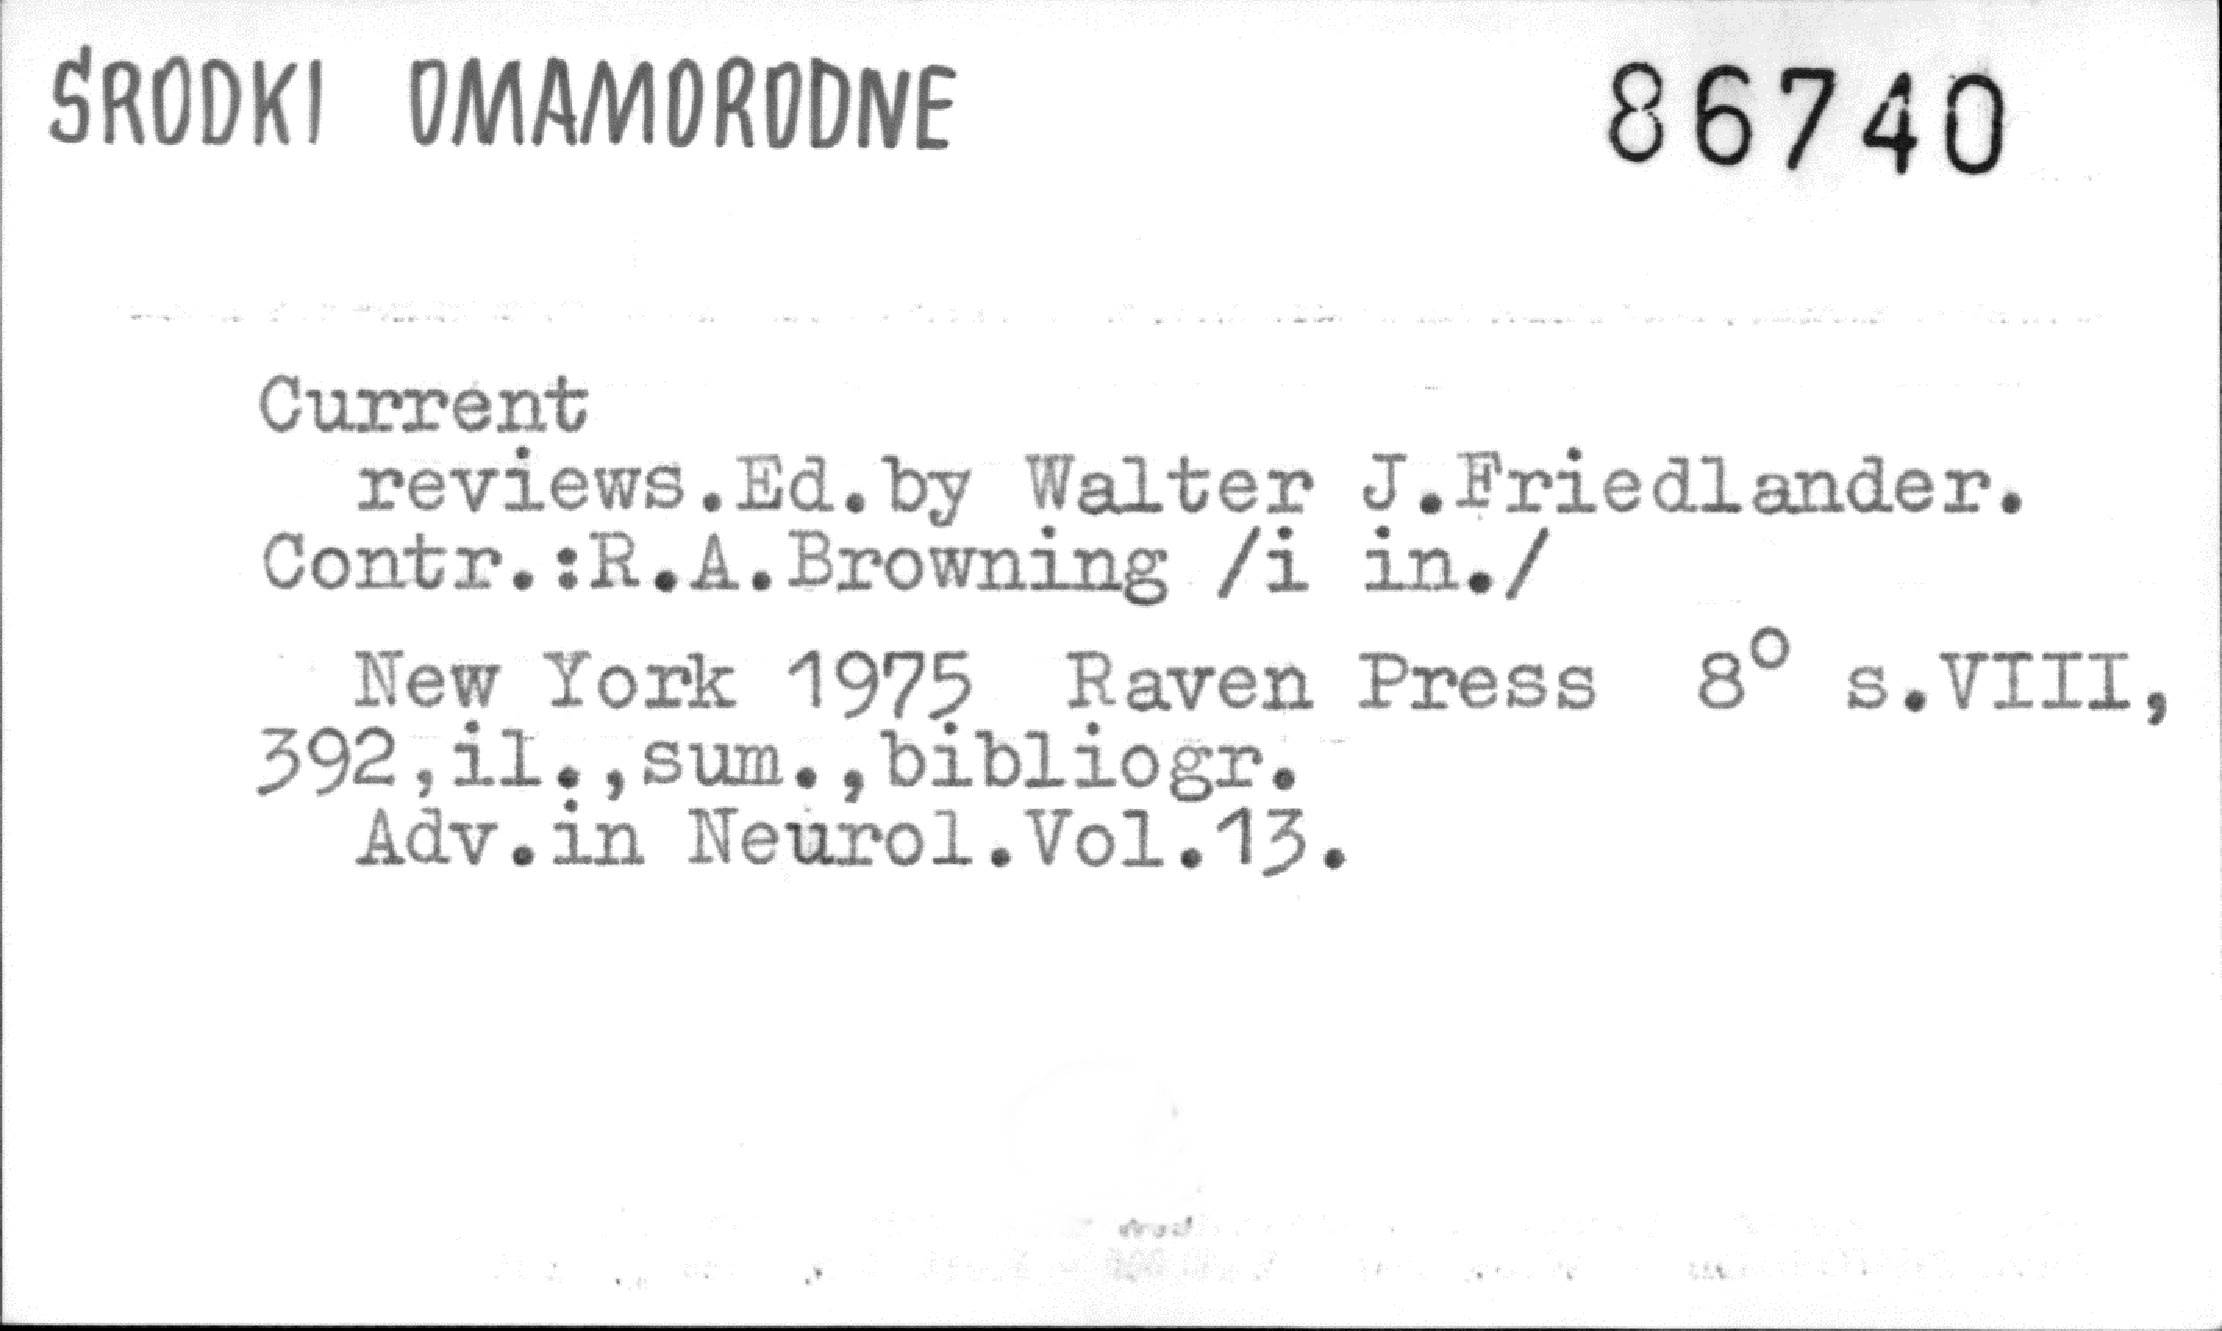 ŚRODKI OMAMORODNE 86740
Current
reviews.Ed.by Walter J.Friedlander.
Contr.:R.A.Browning /i in./
New York 1975 Raven Press 8° s.VIII,
392,il.,sum.,bibliogr.
Adv.in Neurol.Vol.13.